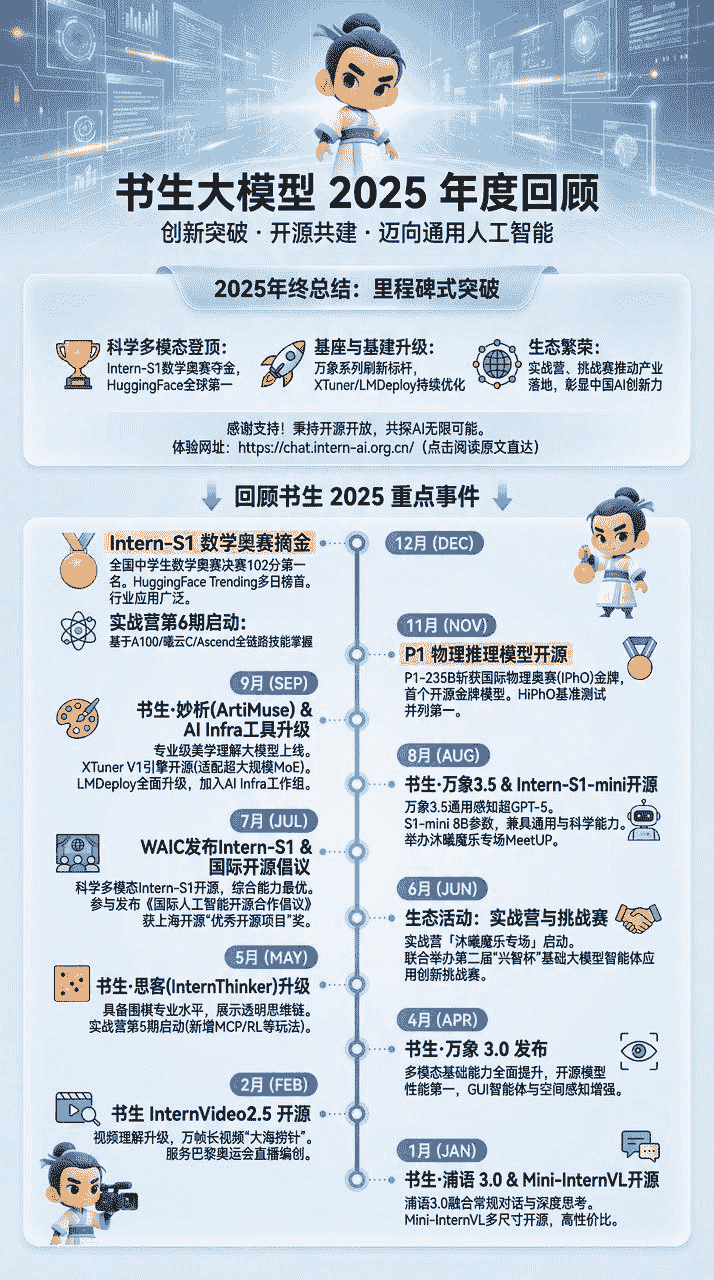 书生大模型 2025 年度回顾
创新突破 · 开源共建 · 迈向通用人工智能
2025年终总结：里程碑式突破
科学多模态登顶：
Intern-S1数学奥赛夺金，
HuggingFace全球第一
基座与基建升级：
万象系列刷新标杆，
XTuner/LMDeploy持续优化
生态繁荣：
实战营、挑战赛推动产业
落地，彰显中国AI创新力
感谢支持！秉持开源开放，共探AI无限可能。
体验网址：https://chat.intern-ai.org.cn/（点击阅读原文直达）
回顾书生 2025 重点事件
12月 (DEC)
Intern-S1 数学奥赛摘金
全国中学生数学奥赛决赛102分第一
名。HuggingFace Trending多日榜首。
行业应用广泛。
实战营第6期启动：
基于A100/曦云C/Ascend全链路技能掌握
11月 (NOV)
P1 物理推理模型开源
P1-235B斩获国际物理奥赛(IPhO)金牌，
首个开源金牌模型。HiPhO基准测试
并列第一。
9月 (SEP)
书生·妙析(ArtiMuse) &
AI Infra工具升级
专业级美学理解大模型上线。
XTuner V1引擎开源(适配超大规模MoE)。
LMDeploy全面升级，加入AI Infra工作组。
8月 (AUG)
书生·万象3.5 & Intern-S1-mini开源
万象3.5通用感知超GPT-5。
S1-mini 8B参数，兼具通用与科学能力。
举办沐曦魔乐专场MeetUP。
7月 (JUL)
WAIC发布Intern-S1 &
国际开源倡议
科学多模态Intern-S1开源，综合能力最优。
参与发布《国际人工智能开源合作倡议》
获上海开源“优秀开源项目”奖。
6月 (JUN)
生态活动：实战营与挑战赛
实战营「沐曦魔乐专场」启动。
联合举办第二届“兴智杯”基础大模型智能体应
用创新挑战赛。
5月 (MAY)
书生·思客(InternThinker)升级
具备围棋专业水平，展示透明思维链。
实战营第5期启动(新增MCP/RL等玩法)。
4月 (APR)
书生·万象 3.0 发布
多模态基础能力全面提升，开源模型
性能第一，GUI智能体与空间感知增强。
2月 (FEB)
书生 InternVideo2.5 开源
视频理解升级，万帧长视频“大海捞针”。
服务巴黎奥运会直播编创。
1月 (JAN)
书生·浦语 3.0 & Mini-InternVL开源
浦语3.0融合常规对话与深度思考。
Mini-InternVL多尺寸开源，高性价比。